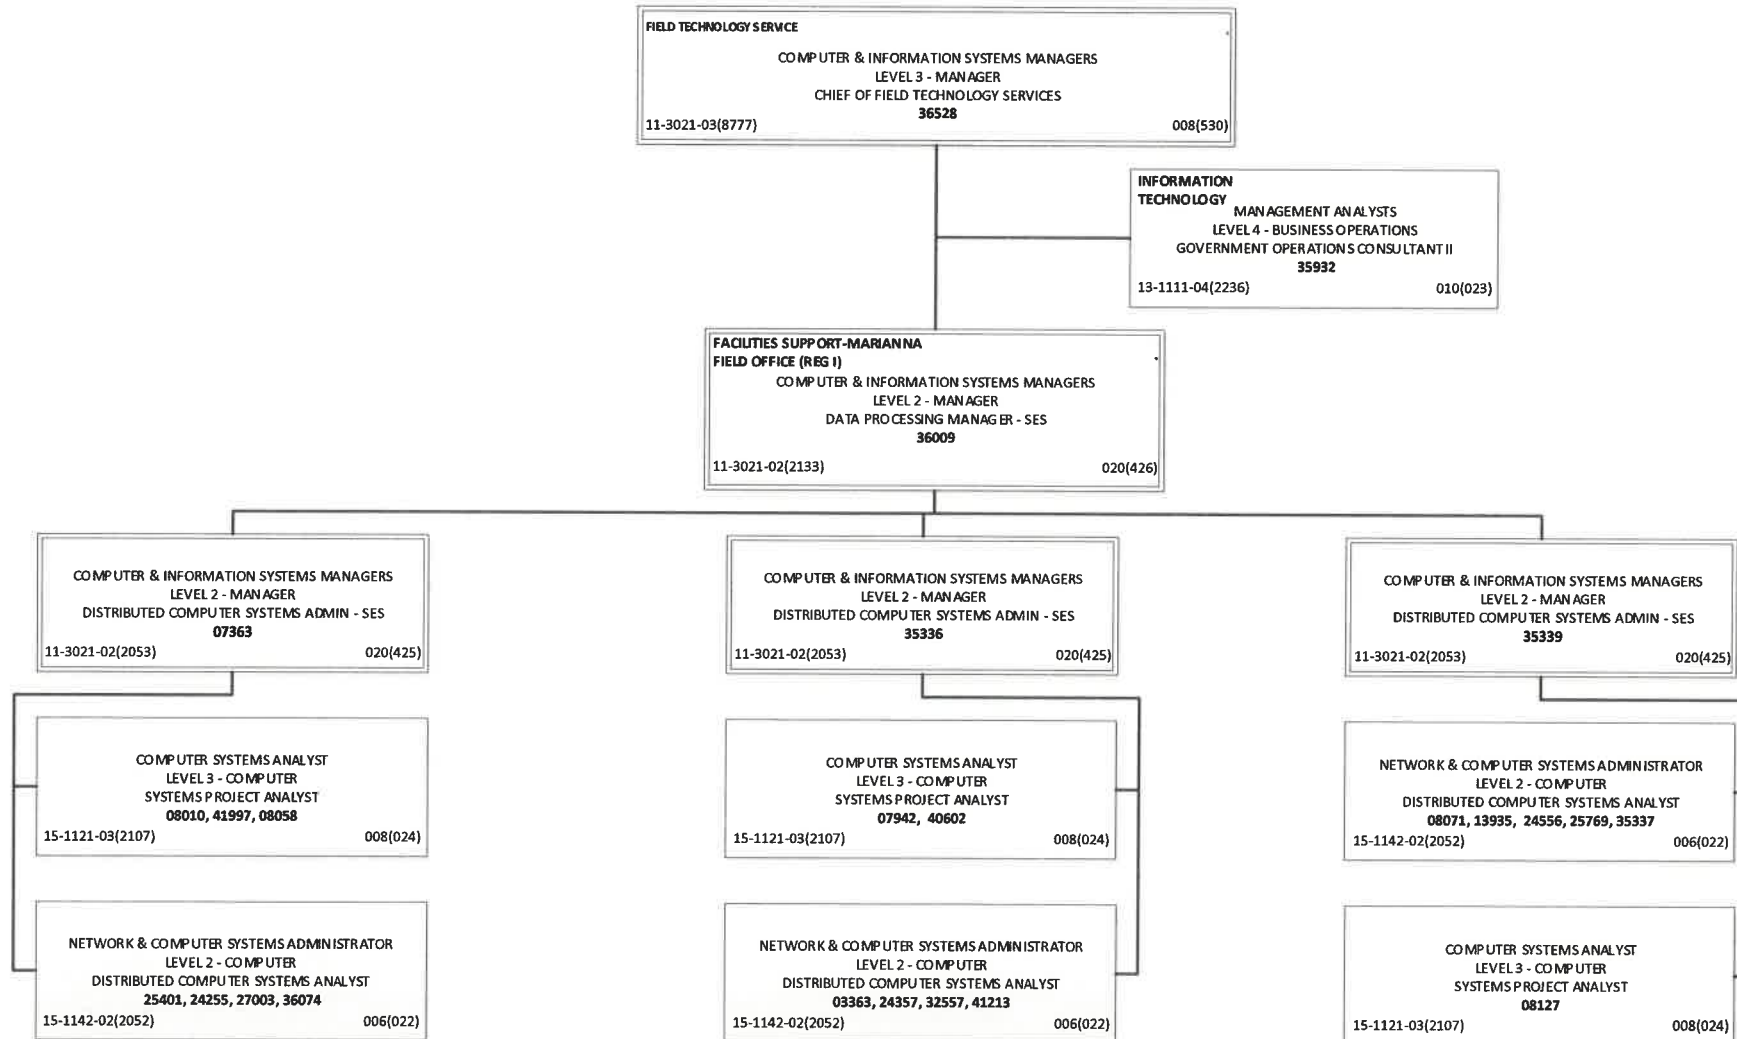 FIELD TECHNOLOGY SERVICE
COMPUTER & INFORMATION SYSTEMS MANAGERS
LEVEL 3 - MANAGER
CHIEF OF FIELD TECHNOLOGY SERVICES
36528
11-3021-03(8777) 008(530)
INFORMATION
TECHNOLOGY
MANAGEMENT ANALYSTS
LEVEL 4 - BUSINESS OPERATIONS
GOVERNMENT OPERATIONS CONSULTANT II
35932
13-1111-04(2236) 010(023)
FACILITIES SUPPORT-MARIANNA
FIELD OFFICE (REG I)
COMPUTER & INFORMATION SYSTEMS MANAGERS
LEVEL 2 - MANAGER
DATA PROCESSING MANAGER - SES
36009
11-3021-02(2133) 020(426)
COMPUTER & INFORMATION SYSTEMS MANAGERS
LEVEL 2 - MANAGER
DISTRIBUTED COMPUTER SYSTEMS ADMIN - SES
07363
11-3021-02(2053) 020(425)
COMPUTER & INFORMATION SYSTEMS MANAGERS
LEVEL 2 - MANAGER
DISTRIBUTED COMPUTER SYSTEMS ADMIN - SES
35336
11-3021-02(2053) 020(425)
COMPUTER & INFORMATION SYSTEMS MANAGERS
LEVEL 2 - MANAGER
DISTRIBUTED COMPUTER SYSTEMS ADMIN - SES
35339
11-3021-02(2053) 020(425)
COMPUTER SYSTEMS ANALYST
LEVEL 3 - COMPUTER
SYSTEMS PROJECT ANALYST
08010, 41997, 08058
15-1121-03(2107) 008(024)
COMPUTER SYSTEMS ANALYST
LEVEL 3 - COMPUTER
SYSTEMS PROJECT ANALYST
07942, 40602
15-1121-03(2107) 008(024)
NETWORK & COMPUTER SYSTEMS ADMINISTRATOR
LEVEL 2 - COMPUTER
DISTRIBUTED COMPUTER SYSTEMS ANALYST
08071, 13935, 24556, 25769, 35337
15-1142-02(2052) 006(022)
NETWORK & COMPUTER SYSTEMS ADMINISTRATOR
LEVEL 2 - COMPUTER
DISTRIBUTED COMPUTER SYSTEMS ANALYST
25401, 24255, 27003, 36074
15-1142-02(2052) 006(022)
NETWORK & COMPUTER SYSTEMS ADMINISTRATOR
LEVEL 2 - COMPUTER
DISTRIBUTED COMPUTER SYSTEMS ANALYST
03363, 24357, 32557, 41213
15-1142-02(2052) 006(022)
COMPUTER SYSTEMS ANALYST
LEVEL 3 - COMPUTER
SYSTEMS PROJECT ANALYST
08127
15-1121-03(2107) 008(024)